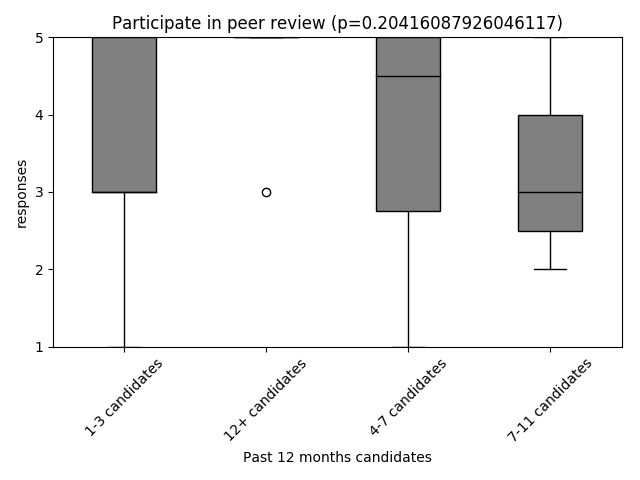 Participate in peer review (p=0.20416087926046117)
5
4
3
2
1
responses
1-3 candidates
12+ candidates
4-7 candidates
7-11 candidates
Past 12 months candidates